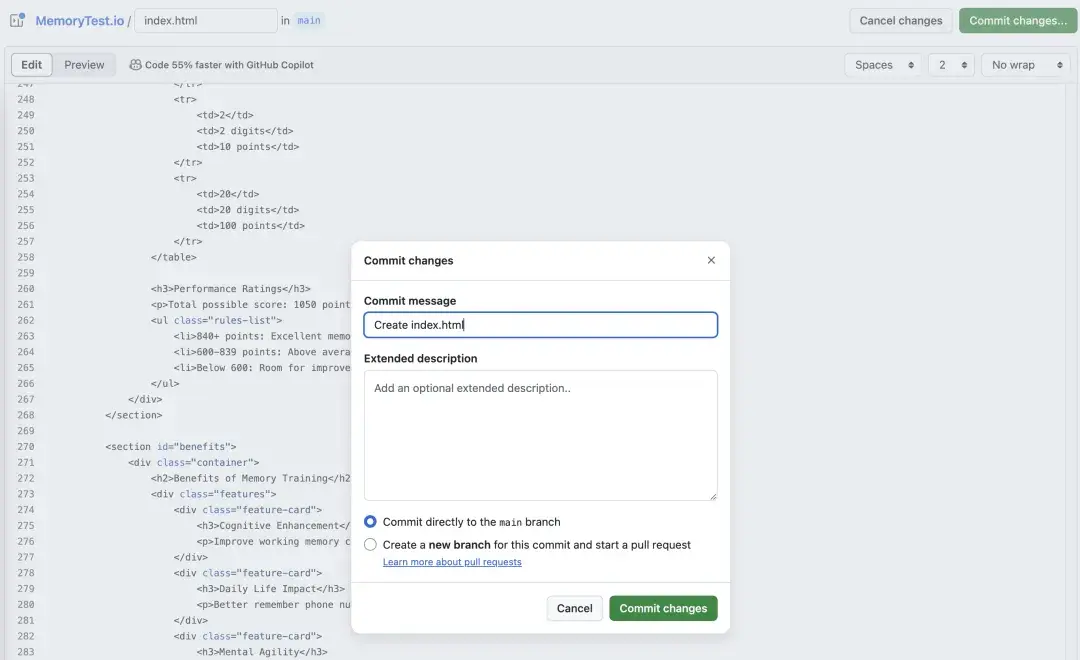 MemoryTest.io / index.html in main
Cancel changes
Commit changes...
Edit
Preview
Code 55% faster with GitHub Copilot
Spaces
2
No wrap
247 </tr>
248 <tr>
249 <td>2</td>
250 <td>2 digits</td>
251 <td>10 points</td>
252 </tr>
253 <tr>
254 <td>20</td>
255 <td>20 digits</td>
256 <td>100 points</td>
257 </tr>
258 </table>
259
260 <h3>Performance Ratings</h3>
261 <p>Total possible score: 1050 point
262 <ul class="rules-list">
263 <li>840+ points: Excellent memo
264 <li>600-839 points: Above avera
265 <li>Below 600: Room for improve
266 </ul>
267 </div>
268 </section>
269
270 <section id="benefits">
271 <div class="container">
272 <h2>Benefits of Memory Training</h2
273 <div class="features">
274 <div class="feature-card">
275 <h3>Cognitive Enhancement</
276 <p>Improve working memory c
277 </div>
278 <div class="feature-card">
279 <h3>Daily Life Impact</h3>
280 <p>Better remember phone nu
281 </div>
282 <div class="feature-card">
283 <h3>Mental Agility</h3>
Commit changes
Commit message
Create index.html
Extended description
Add an optional extended description..
Commit directly to the main branch
Create a new branch for this commit and start a pull request
Learn more about pull requests
Cancel
Commit changes